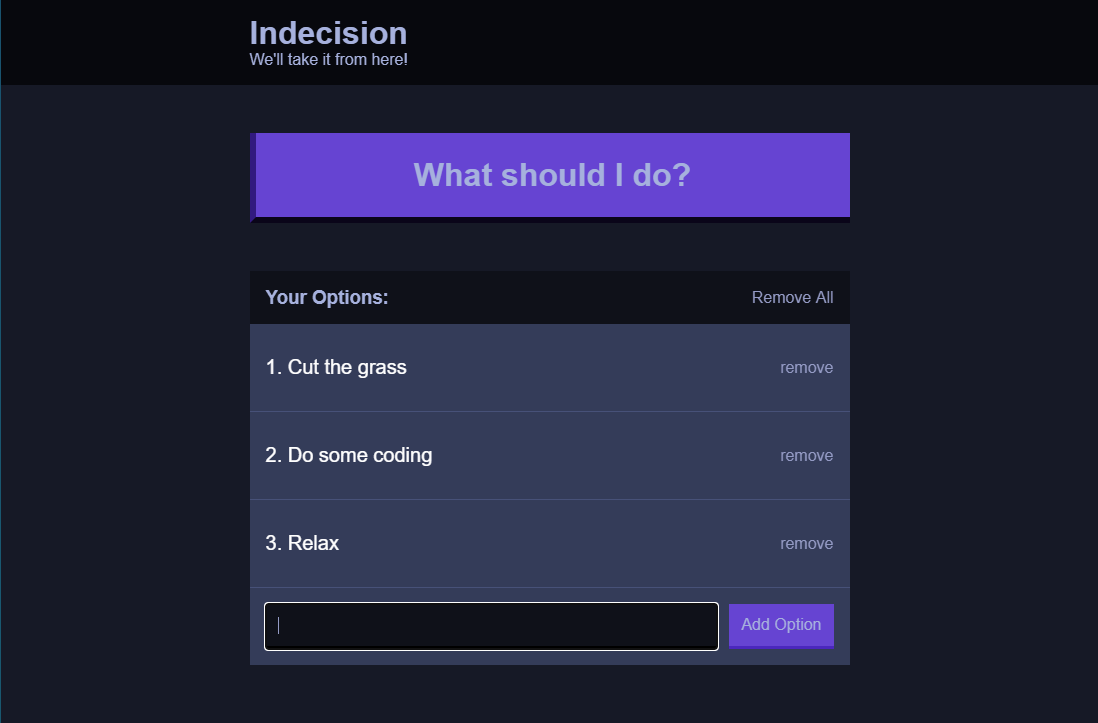 Indecision
We'll take it from here!
What should I do?
Your Options: Remove All
1. Cut the grass remove
2. Do some coding remove
3. Relax remove
Add Option